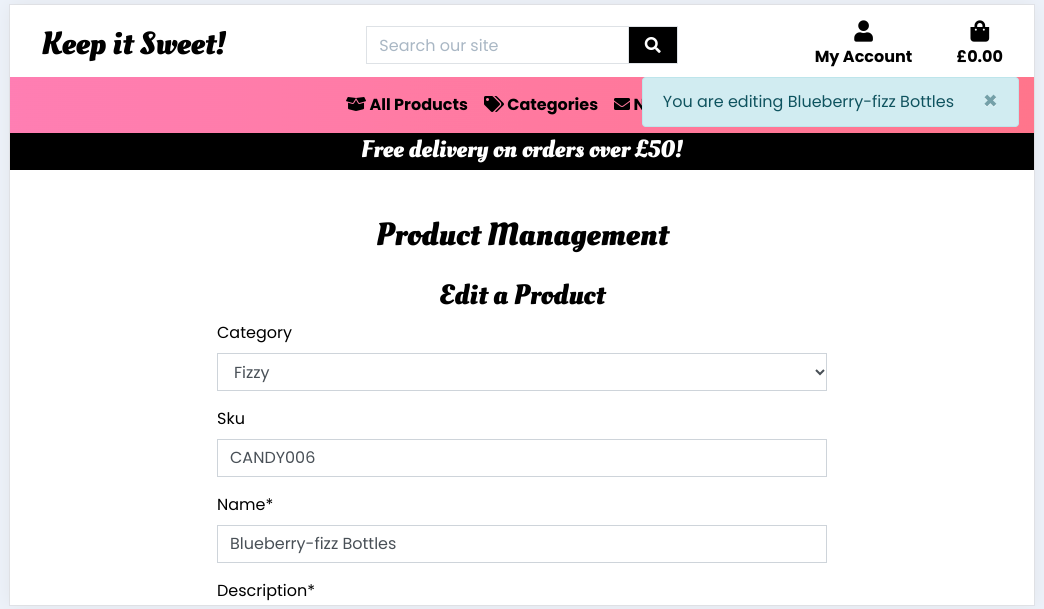 Keep it Sweet!
Search our site
My Account
£0.00
All Products
Categories
N
You are editing Blueberry-fizz Bottles
×
Free delivery on orders over £50!
Product Management
Edit a Product
Category
Fizzy
Sku
CANDY006
Name*
Blueberry-fizz Bottles
Description*